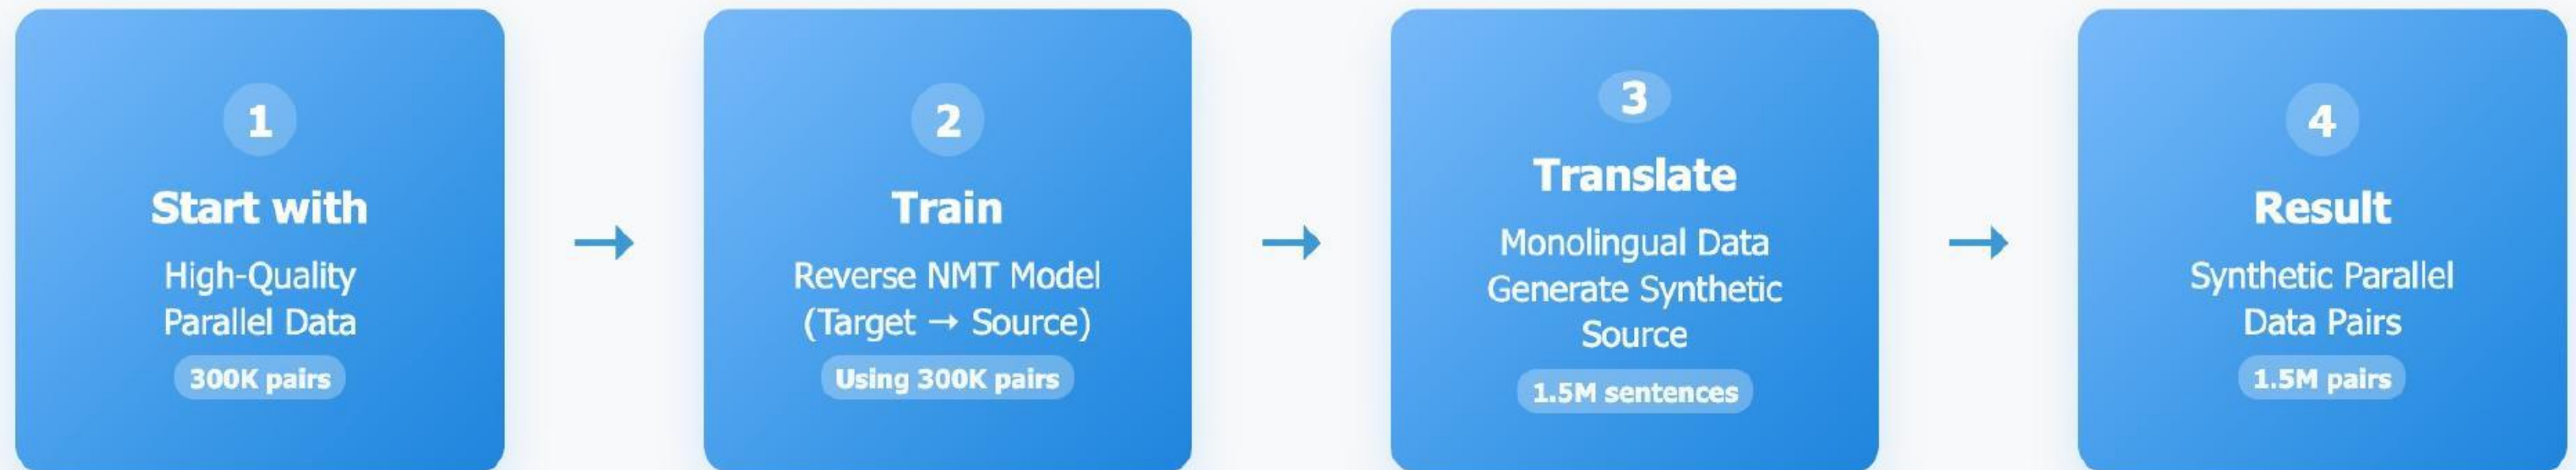 1
Start with
High-Quality
Parallel Data
300K pairs
→
2
Train
Reverse NMT Model
(Target → Source)
Using 300K pairs
→
3
Translate
Monolingual Data
Generate Synthetic
Source
1.5M sentences
→
4
Result
Synthetic Parallel
Data Pairs
1.5M pairs